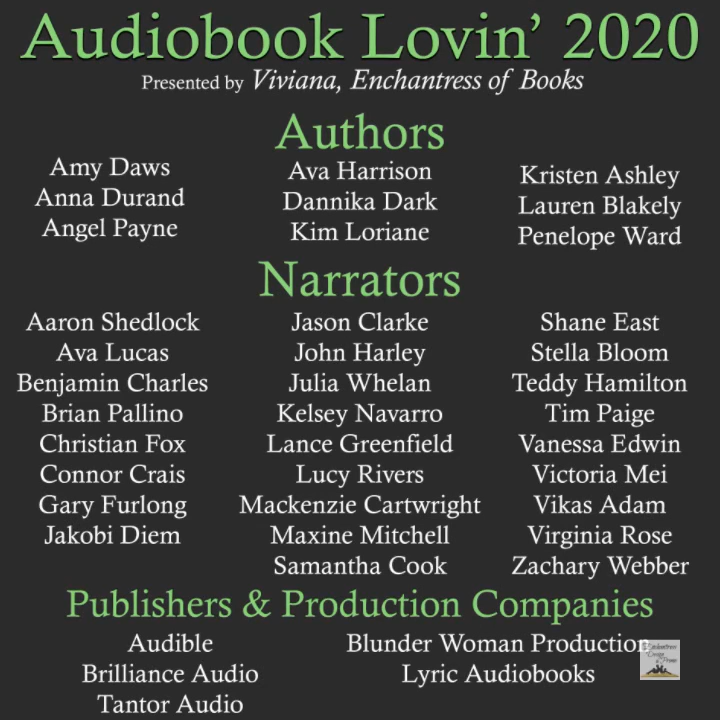 Audiobook Lovin' 2020
Presented by Viviana, Enchantress of Books
Authors
Amy Daws
Anna Durand
Angel Payne
Ava Harrison
Dannika Dark
Kim Loriane
Kristen Ashley
Lauren Blakely
Penelope Ward
Narrators
Aaron Shedlock
Ava Lucas
Benjamin Charles
Brian Pallino
Christian Fox
Connor Crais
Gary Furlong
Jakobi Diem
Jason Clarke
John Harley
Julia Whelan
Kelsey Navarro
Lance Greenfield
Lucy Rivers
Mackenzie Cartwright
Maxine Mitchell
Samantha Cook
Shane East
Stella Bloom
Teddy Hamilton
Tim Paige
Vanessa Edwin
Victoria Mei
Vikas Adam
Virginia Rose
Zachary Webber
Publishers & Production Companies
Audible
Brilliance Audio
Tantor Audio
Blunder Woman Production
Lyric Audiobooks
Enchantress
Design
Promo